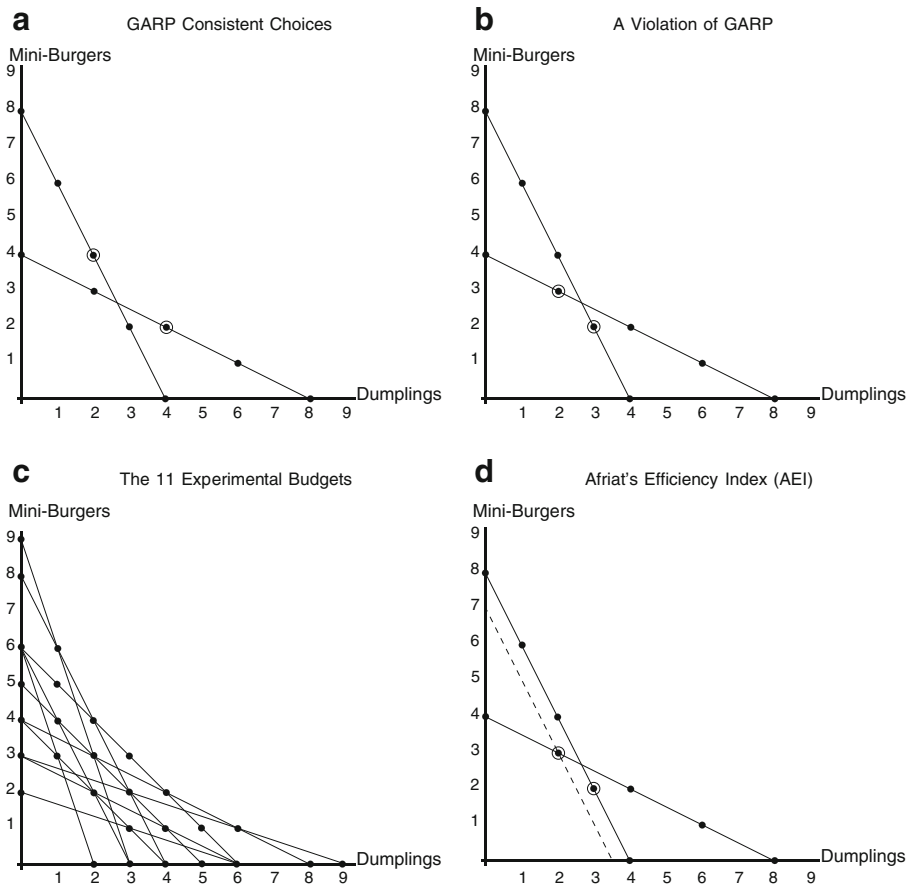 a GARP Consistent Choices
Mini-Burgers
9
8
7
6
5
4
3
2
1
Dumplings
1 2 3 4 5 6 7 8 9
b A Violation of GARP
Mini-Burgers
9
8
7
6
5
4
3
2
1
Dumplings
1 2 3 4 5 6 7 8 9
c The 11 Experimental Budgets
Mini-Burgers
9
8
7
6
5
4
3
2
1
Dumplings
1 2 3 4 5 6 7 8 9
d Afriat's Efficiency Index (AEI)
Mini-Burgers
9
8
7
6
5
4
3
2
1
Dumplings
1 2 3 4 5 6 7 8 9